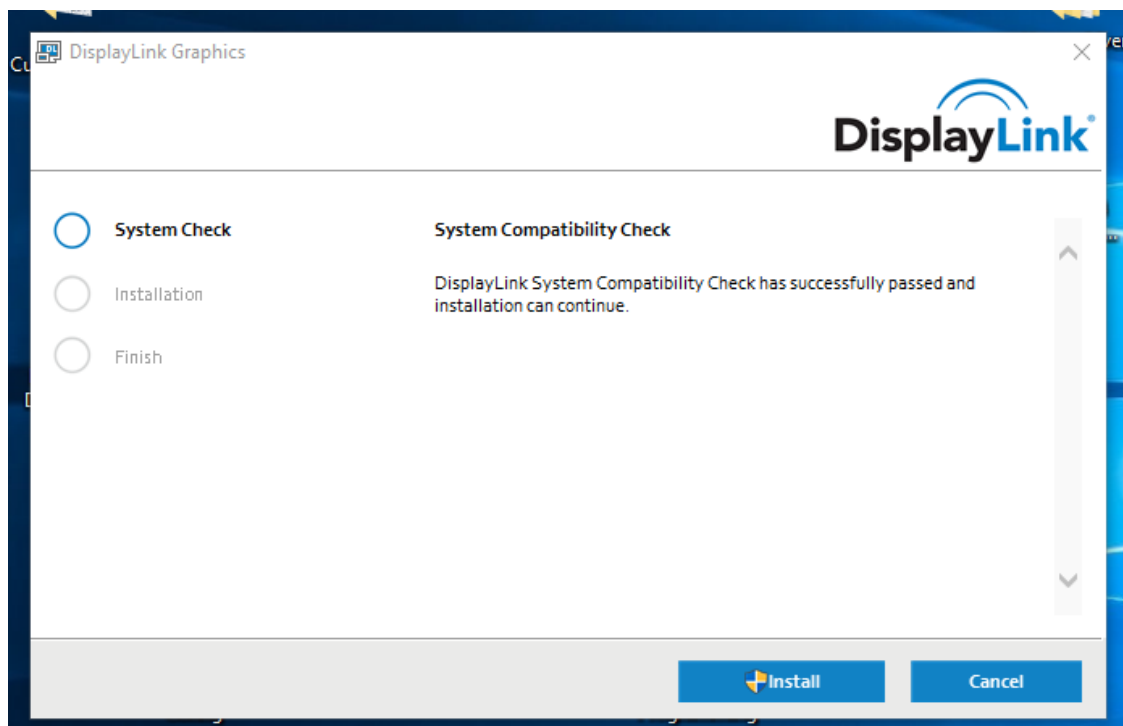 DL DisplayLink Graphics
DisplayLink®
System Check
System Compatibility Check
DisplayLink System Compatibility Check has successfully passed and
installation can continue.
Installation
Finish
Install
Cancel